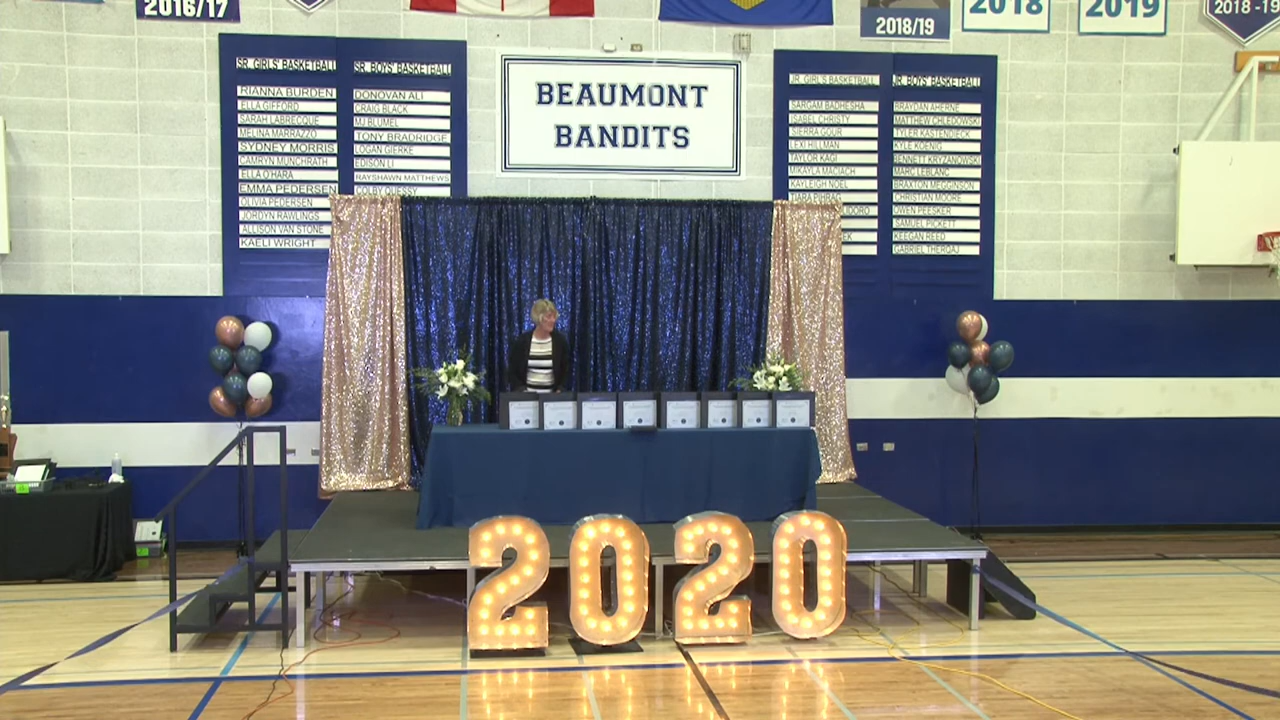 2016/17
2018/19
2018
2019
2018-19
SR. GIRLS' BASKETBALL
RIANNA BURDEN
ELLA GIFFORD
SARAH LABRECQUE
MELINA MARRAZZO
SYDNEY MORRIS
CAMRYN MUNCHRATH
ELLA O'HARA
EMMA PEDERSEN
OLIVIA PEDERSEN
JORDYN RAWLINGS
ALLISON VAN STONE
KAELI WRIGHT
SR. BOYS' BASKETBALL
DONOVAN ALI
CRAIG BLACK
MJ BLUMEL
TONY BRADRIDGE
LOGAN GIERKE
EDISON LI
RAYSHAWN MATTHEWS
COLBY QUESSY
BEAUMONT
BANDITS
JR. GIRL'S BASKETBALL
SARGAM BADHESHA
ISABEL CHRISTY
SIERRA GOUR
LEXI HILLMAN
TAYLOR KAGI
MIKAYLA MACIACH
KAYLEIGH NOEL
JR. BOYS' BASKETBALL
BRAYDAN AHERNE
MATTHEW CHLEDOWSKI
TYLER KASTENDIECK
KYLE KOENIG
BENNETT KRYZANOWSKI
MARC LEBLANC
BRAXTON MEGGINSON
CHRISTIAN MOORE
OWEN PEESKER
SAMUEL PICKETT
KEEGAN REED
GABRIEL THEROAJ
2020